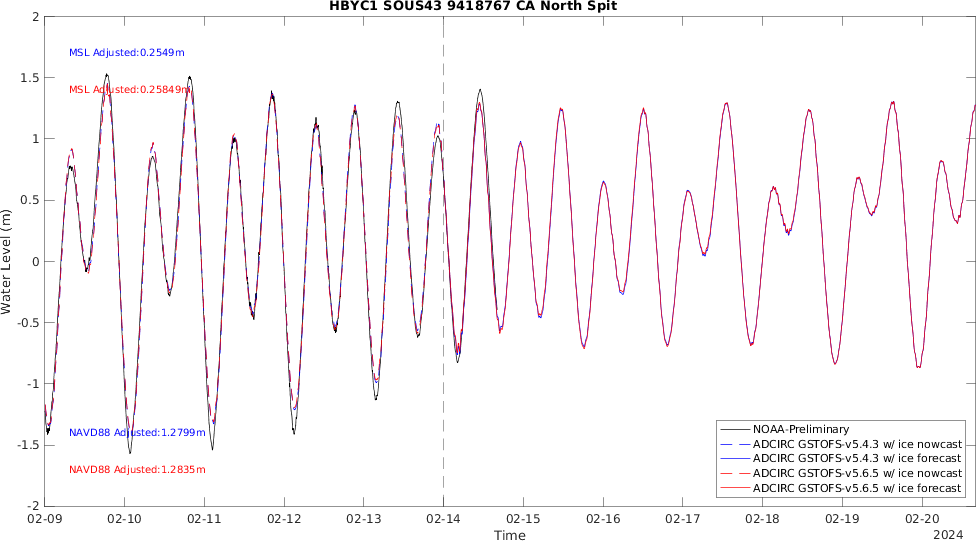 HBYC1 SOUS43 9418767 CA North Spit
2
1.5
1
0.5
0
-0.5
-1
-1.5
-2
Water Level (m)
MSL Adjusted:0.2549m
MSL Adjusted:0.25849m
NAVD88 Adjusted:1.2799m
NAVD88 Adjusted:1.2835m
NOAA-Preliminary
ADCIRC GSTOFS-v5.4.3 w/ ice nowcast
ADCIRC GSTOFS-v5.4.3 w/ ice forecast
ADCIRC GSTOFS-v5.6.5 w/ ice nowcast
ADCIRC GSTOFS-v5.6.5 w/ ice forecast
02-09 02-10 02-11 02-12 02-13 02-14 02-15 02-16 02-17 02-18 02-19 02-20
Time
2024